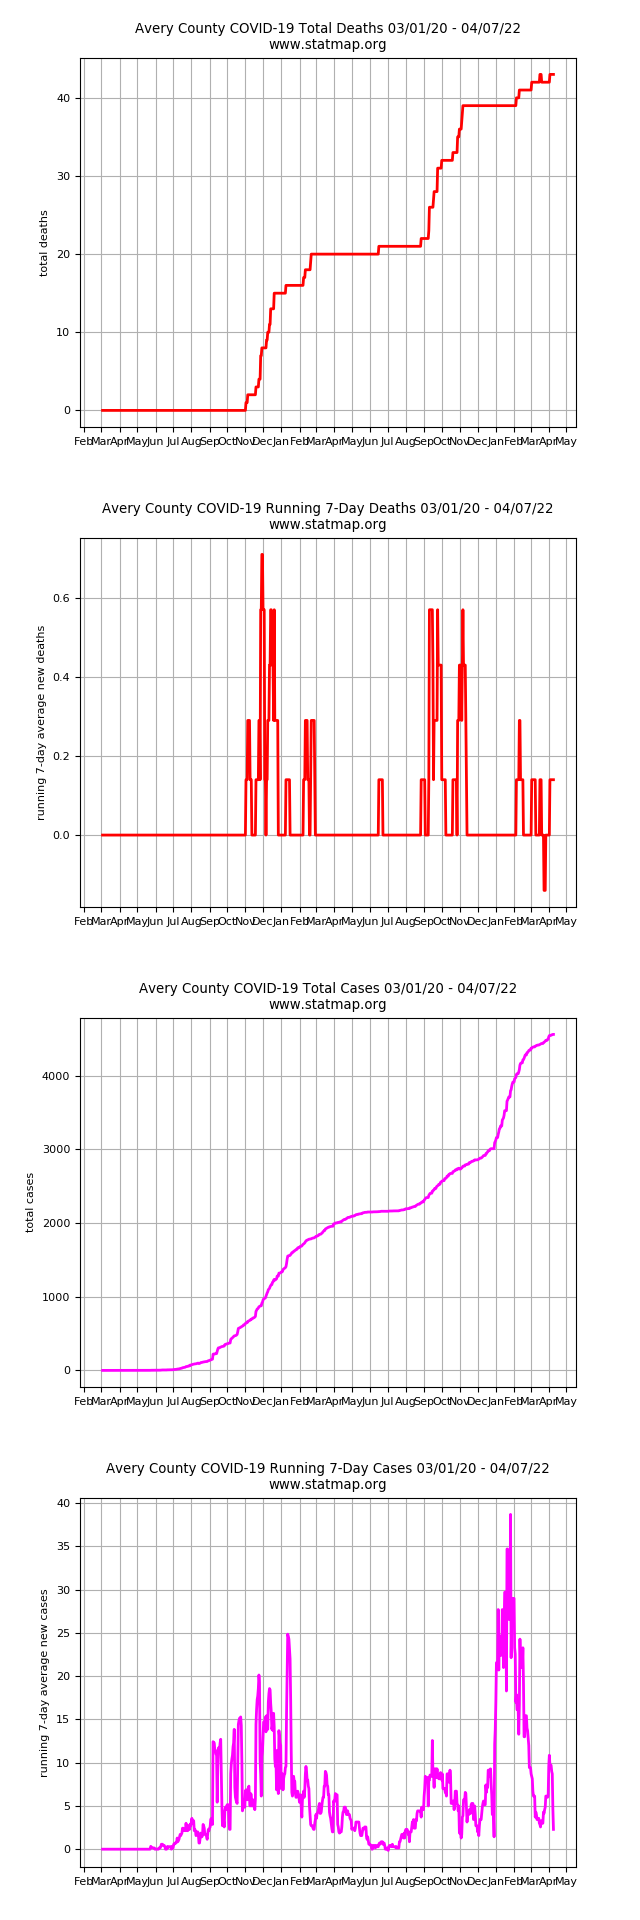 Avery County COVID-19 Total Deaths 03/01/20 - 04/07/22
www.statmap.org
total deaths
40
30
20
10
0
Feb Mar Apr May Jun Jul Aug Sep Oct Nov Dec Jan Feb Mar Apr May Jun Jul Aug Sep Oct Nov Dec Jan Feb Mar Apr May
Avery County COVID-19 Running 7-Day Deaths 03/01/20 - 04/07/22
www.statmap.org
running 7-day average new deaths
0.6
0.4
0.2
0.0
Feb Mar Apr May Jun Jul Aug Sep Oct Nov Dec Jan Feb Mar Apr May Jun Jul Aug Sep Oct Nov Dec Jan Feb Mar Apr May
Avery County COVID-19 Total Cases 03/01/20 - 04/07/22
www.statmap.org
total cases
4000
3000
2000
1000
0
Feb Mar Apr May Jun Jul Aug Sep Oct Nov Dec Jan Feb Mar Apr May Jun Jul Aug Sep Oct Nov Dec Jan Feb Mar Apr May
Avery County COVID-19 Running 7-Day Cases 03/01/20 - 04/07/22
www.statmap.org
running 7-day average new cases
40
35
30
25
20
15
10
5
0
Feb Mar Apr May Jun Jul Aug Sep Oct Nov Dec Jan Feb Mar Apr May Jun Jul Aug Sep Oct Nov Dec Jan Feb Mar Apr May